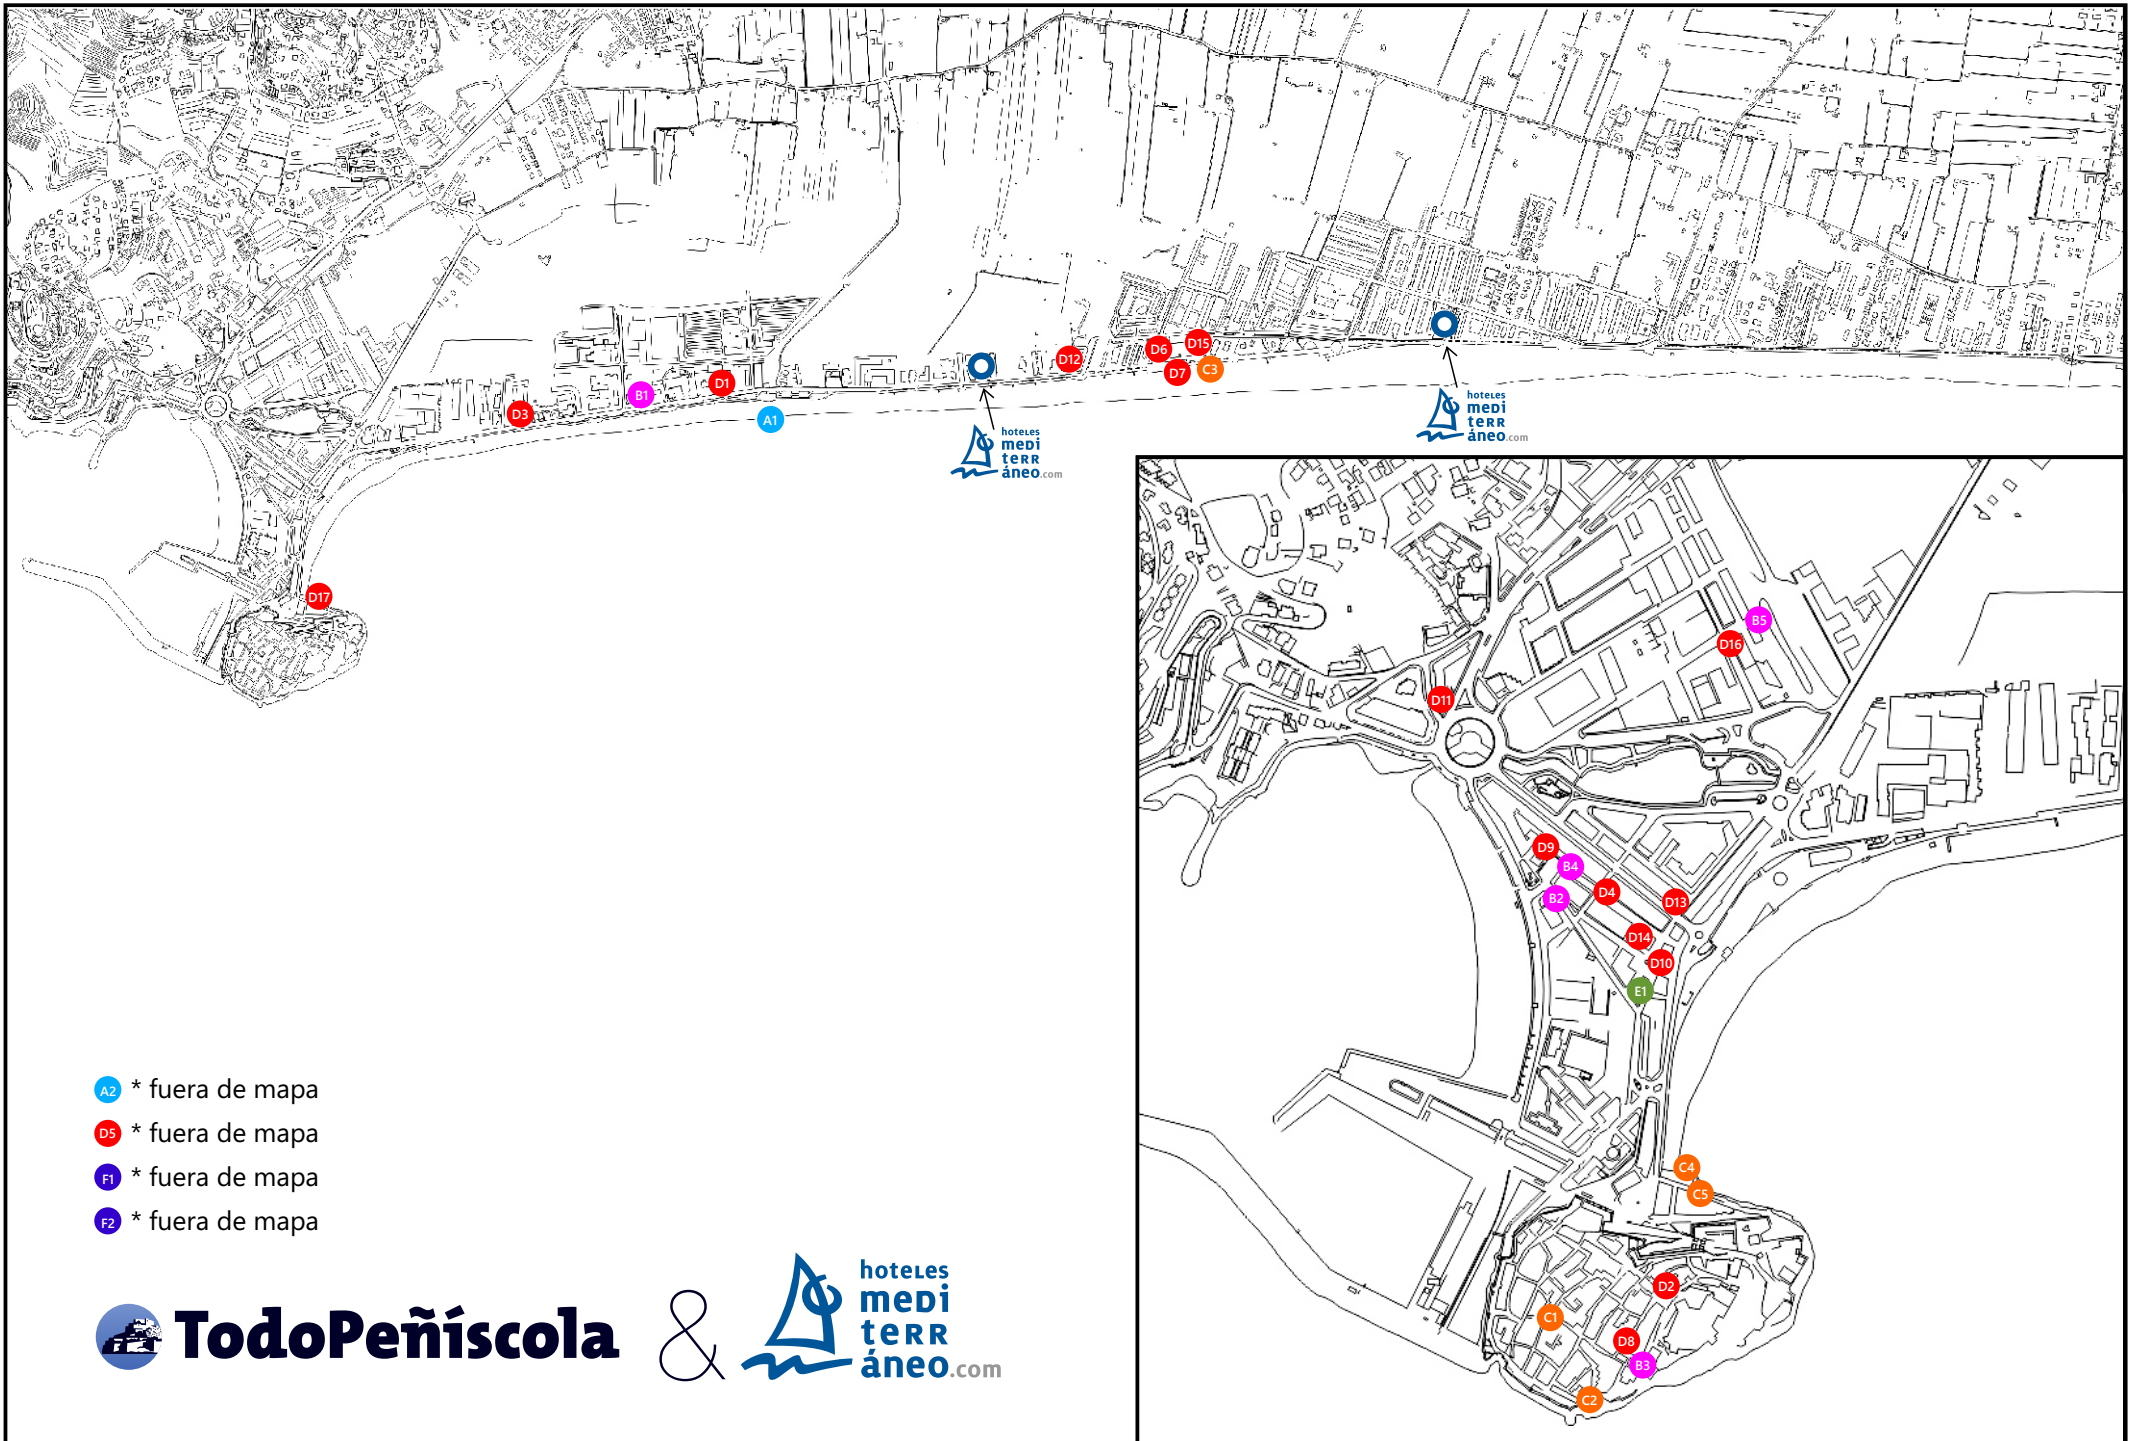 D15
D6
D12
D7
C3
D1
B1
D3
A1
hoteles
meDi
teRR
áneo.com
hoteles
meDi
teRR
áneo.com
D17
B5
D16
D11
D9
B4
D4
B2
D13
D14
D10
E1
C4
C5
D2
C1
D8
B3
C2
A2 * fuera de mapa
D5 * fuera de mapa
F1 * fuera de mapa
F2 * fuera de mapa
TodoPeñíscola & hoteles
meDi
teRR
áneo.com